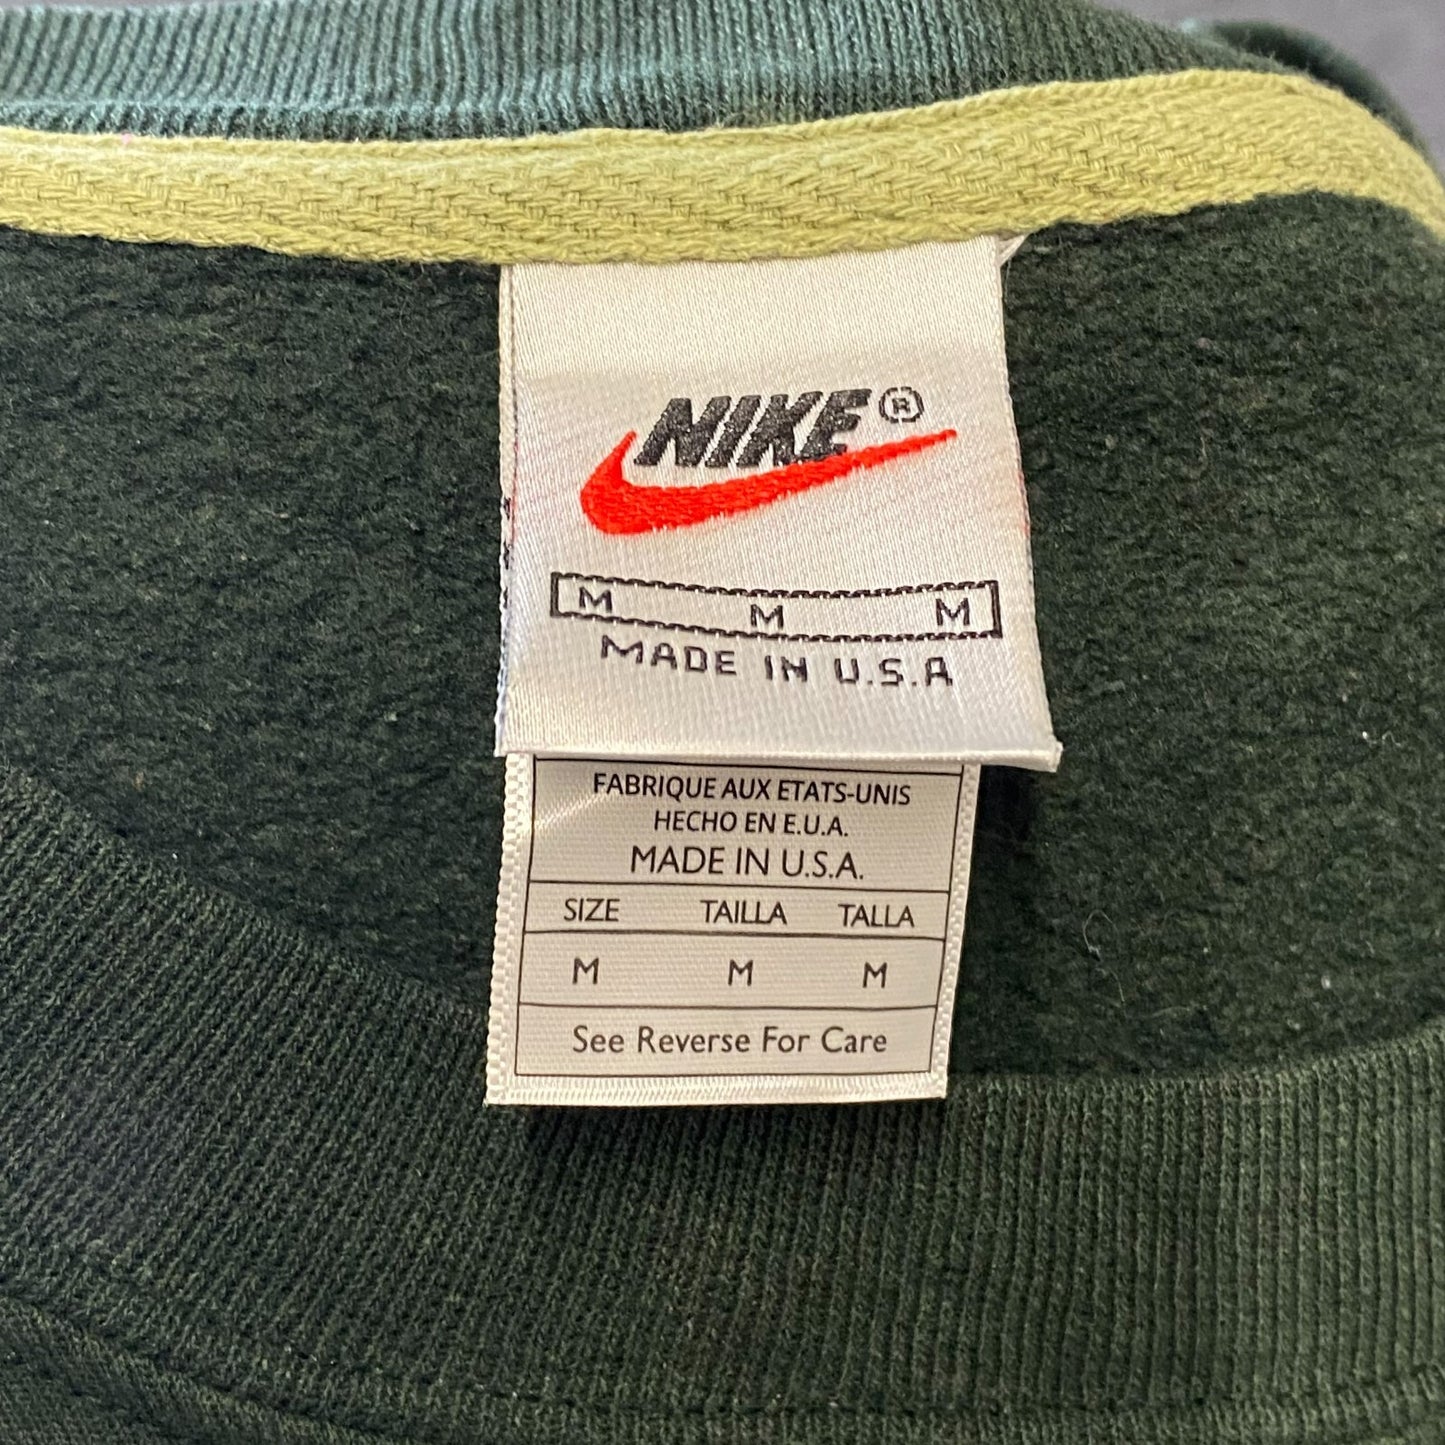 NIKE®
M M M
MADE IN U.S.A
FABRIQUE AUX ETATS-UNIS
HECHO EN E.U.A.
MADE IN U.S.A.
SIZE TAILLA TALLA
M M M
See Reverse For Care